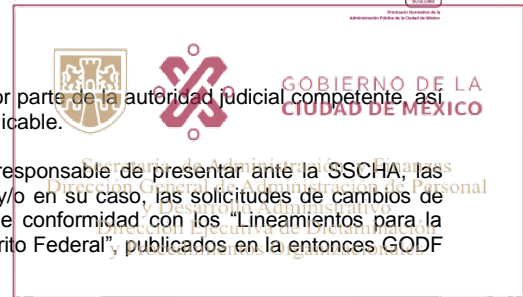 Prontuario Normativo de la
Administración Pública de la Ciudad de México
GOBIERNO DE LA
CIUDAD DE MÉXICO
or parte de la autoridad judicial competente, así
licable.
Secretaría de Administración y Finanzas
responsable de presentar ante la SSCHA, las
Dirección General de Administración de Personal
y/o en su caso, las solicitudes de cambios de
y Desarrollo Administrativo
e conformidad con los “Lineamientos para la
Dirección Ejecutiva de Dictaminación
rito Federal”, publicados en la entonces GODF
y Procedimientos Organizacionales